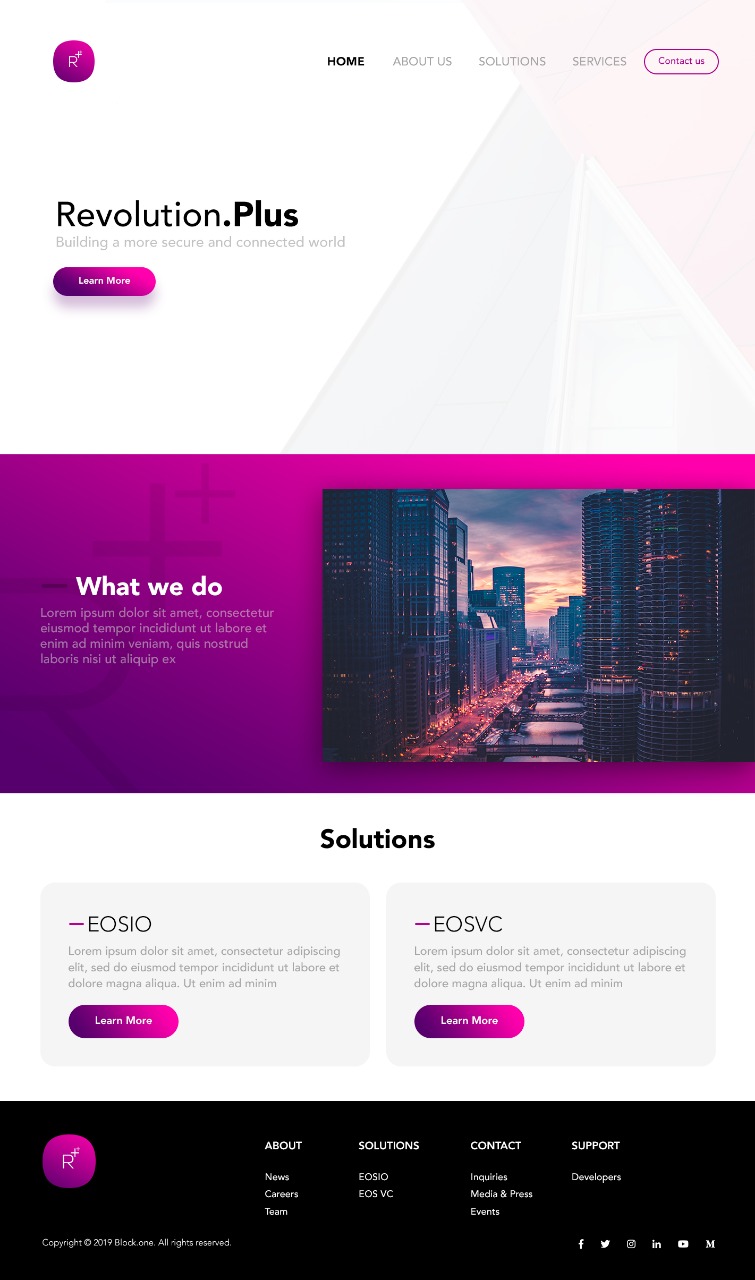 R+
HOME
ABOUT US
SOLUTIONS
SERVICES
Contact us
Revolution.Plus
Building a more secure and connected world
Learn More
What we do
Lorem ipsum dolor sit amet, consectetur
eiusmod tempor incididunt ut labore et
enim ad minim veniam, quis nostrud
laboris nisi ut aliquip ex
Solutions
EOSIO
Lorem ipsum dolor sit amet, consectetur adipiscing
elit, sed do eiusmod tempor incididunt ut labore et
dolore magna aliqua. Ut enim ad minim
Learn More
EOSVC
Lorem ipsum dolor sit amet, consectetur adipiscing
elit, sed do eiusmod tempor incididunt ut labore et
dolore magna aliqua. Ut enim ad minim
Learn More
R+
ABOUT
News
Careers
Team
SOLUTIONS
EOSIO
EOS VC
CONTACT
Inquiries
Media & Press
Events
SUPPORT
Developers
Copyright © 2019 Block.one. All rights reserved.